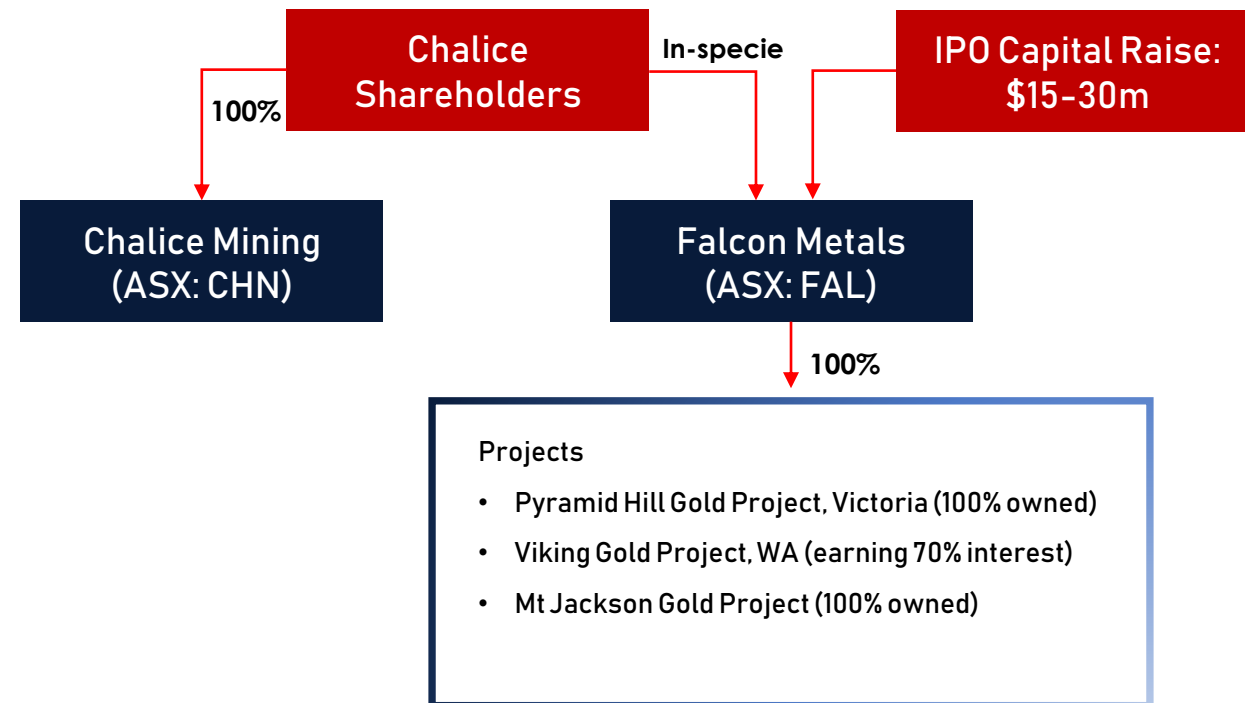 Chalice
Shareholders
In-specie
IPO Capital Raise:
$15-30m
100%
Chalice Mining
(ASX: CHN)
Falcon Metals
(ASX: FAL)
100%
Projects
• Pyramid Hill Gold Project, Victoria (100% owned)
• Viking Gold Project, WA (earning 70% interest)
• Mt Jackson Gold Project (100% owned)